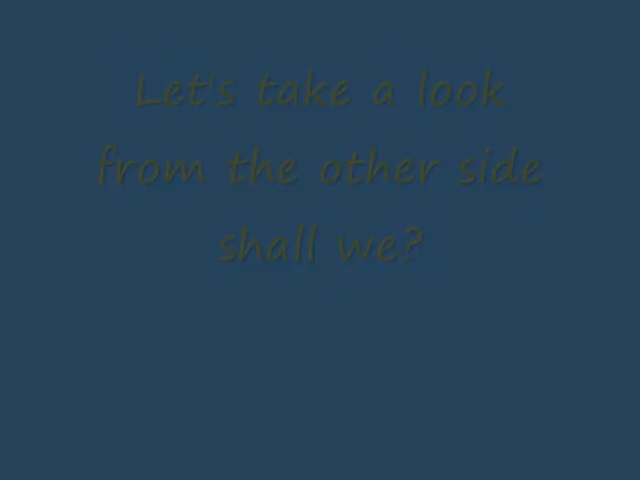 Let's take a look
from the other side
shall we?